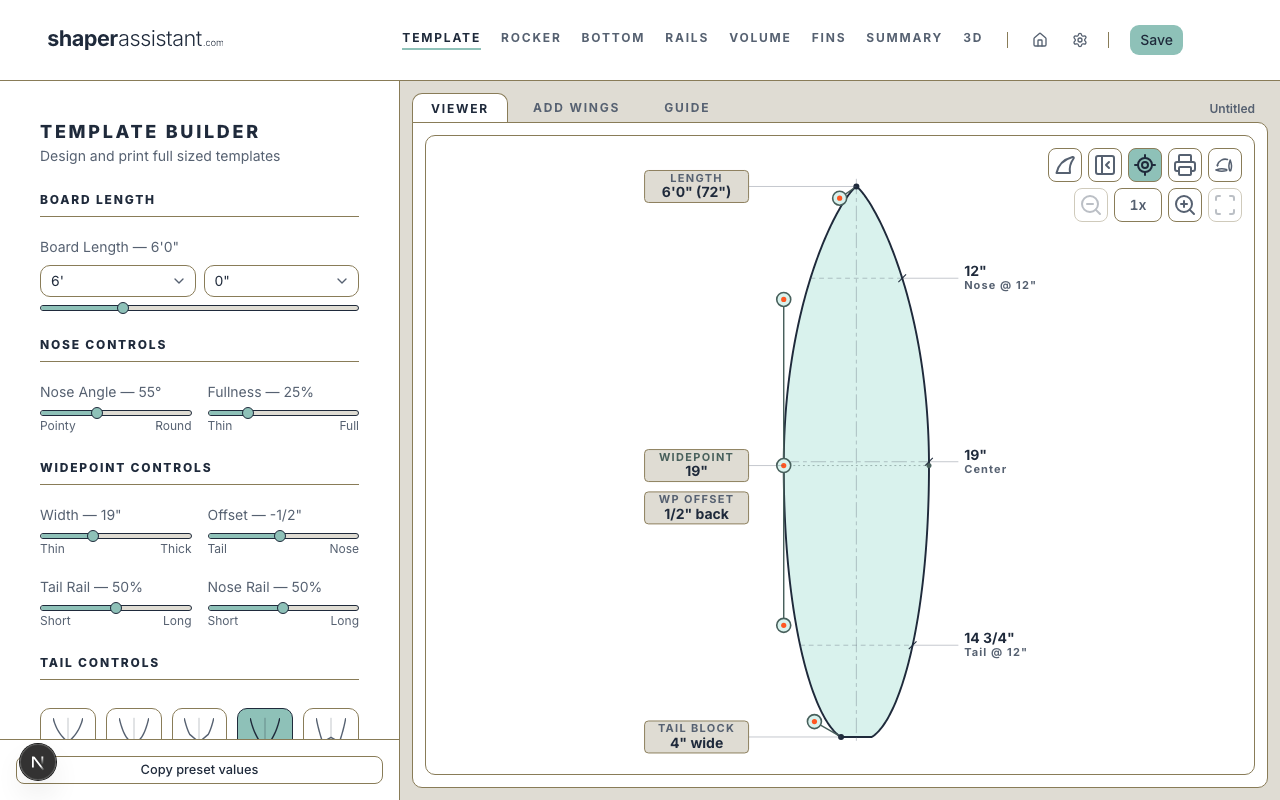 shaperassistant.com
TEMPLATE
ROCKER
BOTTOM
RAILS
VOLUME
FINS
SUMMARY
3D
Save
TEMPLATE BUILDER
Design and print full sized templates
BOARD LENGTH
Board Length — 6'0"
6'
0"
NOSE CONTROLS
Nose Angle — 55°
Fullness — 25%
Pointy
Round
Thin
Full
WIDEPOINT CONTROLS
Width — 19"
Offset — -1/2"
Thin
Thick
Tail
Nose
Tail Rail — 50%
Nose Rail — 50%
Short
Long
Short
Long
TAIL CONTROLS
N
Copy preset values
VIEWER
ADD WINGS
GUIDE
Untitled
1x
LENGTH
6'0" (72")
12"
Nose @ 12"
WIDEPOINT
19"
19"
Center
WP OFFSET
1/2" back
14 3/4"
Tail @ 12"
TAIL BLOCK
4" wide